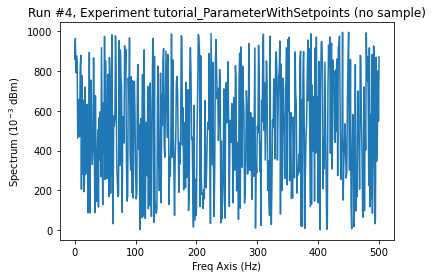 Run #4, Experiment tutorial_ParameterWithSetpoints (no sample)
1000
800
600
400
200
0
Spectrum (10⁻³ dBm)
0 100 200 300 400 500
Freq Axis (Hz)